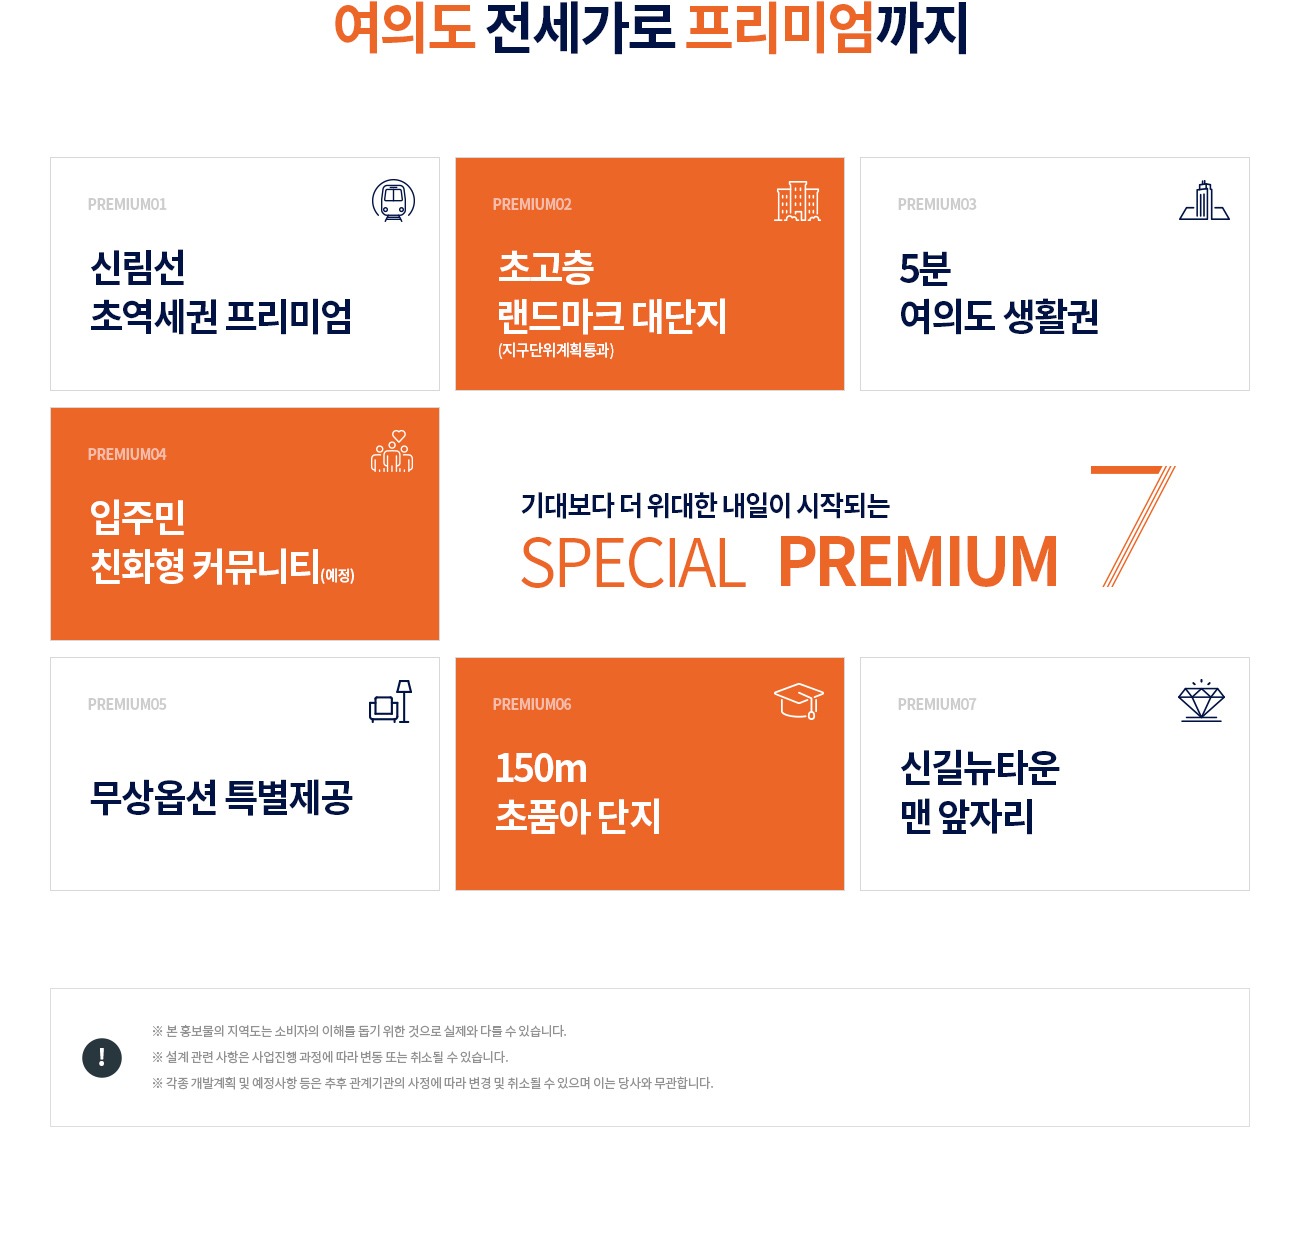 여의도 전세가로 프리미엄까지
PREMIUM01
신림선
초역세권 프리미엄
PREMIUM02
초고층
랜드마크 대단지
(지구단위계획통과)
PREMIUM03
5분
여의도 생활권
PREMIUM04
입주민
친화형 커뮤니티(예정)
기대보다 더 위대한 내일이 시작되는
SPECIAL PREMIUM 7
PREMIUM05
무상옵션 특별제공
PREMIUM06
150m
초품아 단지
PREMIUM07
신길뉴타운
맨 앞자리
※ 본 홍보물의 지역도는 소비자의 이해를 돕기 위한 것으로 실제와 다를 수 있습니다.
※ 설계 관련 사항은 사업진행 과정에 따라 변동 또는 취소될 수 있습니다.
※ 각종 개발계획 및 예정사항 등은 추후 관계기관의 사정에 따라 변경 및 취소될 수 있으며 이는 당사와 무관합니다.